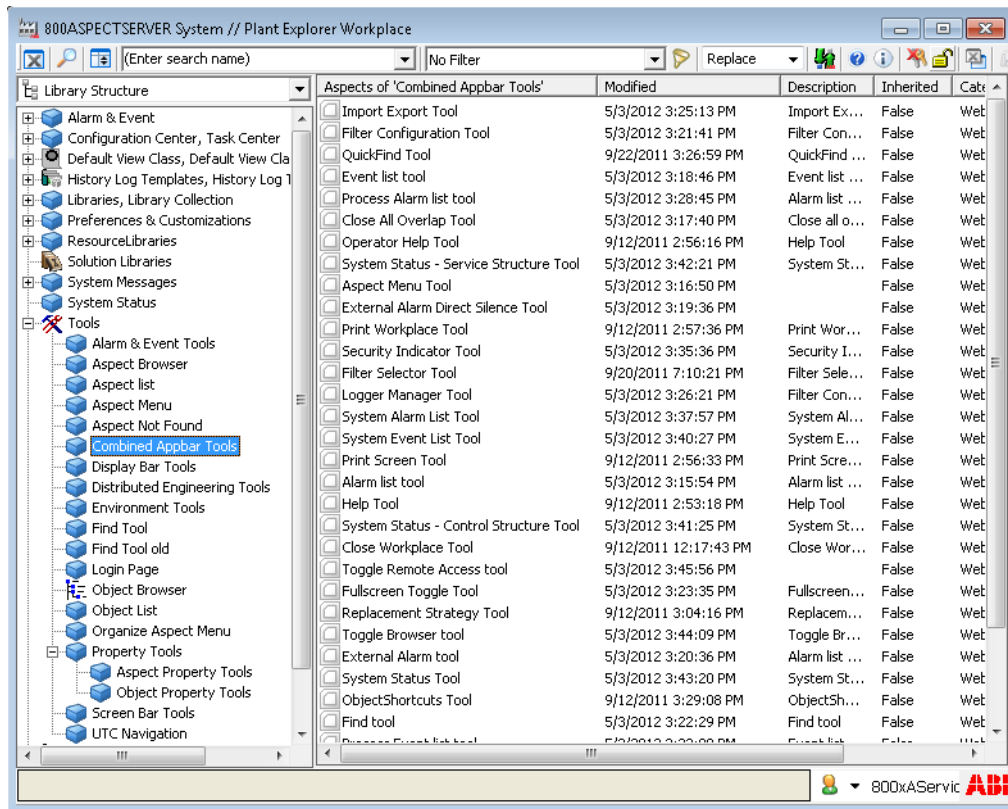 800ASPECTSERVER System // Plant Explorer Workplace
(Enter search name) No Filter Replace
Library Structure
Alarm & Event
Configuration Center, Task Center
Default View Class, Default View Cla
History Log Templates, History Log T
Libraries, Library Collection
Preferences & Customizations
ResourceLibraries
Solution Libraries
System Messages
System Status
Tools
Alarm & Event Tools
Aspect Browser
Aspect list
Aspect Menu
Aspect Not Found
Combined Appbar Tools
Display Bar Tools
Distributed Engineering Tools
Environment Tools
Find Tool
Find Tool old
Login Page
Object Browser
Object List
Organize Aspect Menu
Property Tools
Aspect Property Tools
Object Property Tools
Screen Bar Tools
UTC Navigation
Aspects of 'Combined Appbar Tools' Modified Description Inherited Cate
Import Export Tool 5/3/2012 3:25:13 PM Import Ex... False Web
Filter Configuration Tool 5/3/2012 3:21:41 PM Filter Con... False Web
QuickFind Tool 9/22/2011 3:26:59 PM QuickFind ... False Web
Event list tool 5/3/2012 3:18:46 PM Event list ... False Web
Process Alarm list tool 5/3/2012 3:28:45 PM Alarm list ... False Web
Close All Overlap Tool 5/3/2012 3:17:40 PM Close all o... False Web
Operator Help Tool 9/12/2011 2:56:16 PM Help Tool False Web
System Status - Service Structure Tool 5/3/2012 3:42:21 PM System St... False Web
Aspect Menu Tool 5/3/2012 3:16:50 PM False Web
External Alarm Direct Silence Tool 5/3/2012 3:19:36 PM False Web
Print Workplace Tool 9/12/2011 2:57:36 PM Print Wor... False Web
Security Indicator Tool 5/3/2012 3:35:36 PM Security I... False Web
Filter Selector Tool 9/20/2011 7:10:21 PM Filter Sele... False Web
Logger Manager Tool 5/3/2012 3:26:21 PM Filter Con... False Web
System Alarm List Tool 5/3/2012 3:37:57 PM System Al... False Web
System Event List Tool 5/3/2012 3:40:27 PM System E... False Web
Print Screen Tool 9/12/2011 2:56:33 PM Print Scre... False Web
Alarm list tool 5/3/2012 3:15:54 PM Alarm list ... False Web
Help Tool 9/12/2011 2:53:18 PM Help Tool False Web
System Status - Control Structure Tool 5/3/2012 3:41:25 PM System St... False Web
Close Workplace Tool 9/12/2011 12:17:43 PM Close Wor... False Web
Toggle Remote Access tool 5/3/2012 3:45:56 PM False Web
Fullscreen Toggle Tool 5/3/2012 3:23:35 PM Fullscreen... False Web
Replacement Strategy Tool 9/12/2011 3:04:16 PM Replacem... False Web
Toggle Browser tool 5/3/2012 3:44:09 PM Toggle Br... False Web
External Alarm tool 5/3/2012 3:20:36 PM Alarm list ... False Web
System Status Tool 5/3/2012 3:43:20 PM System St... False Web
ObjectShortcuts Tool 9/12/2011 3:29:08 PM ObjectSh... False Web
Find tool 5/3/2012 3:22:29 PM Find tool False Web
800xAServic ABB